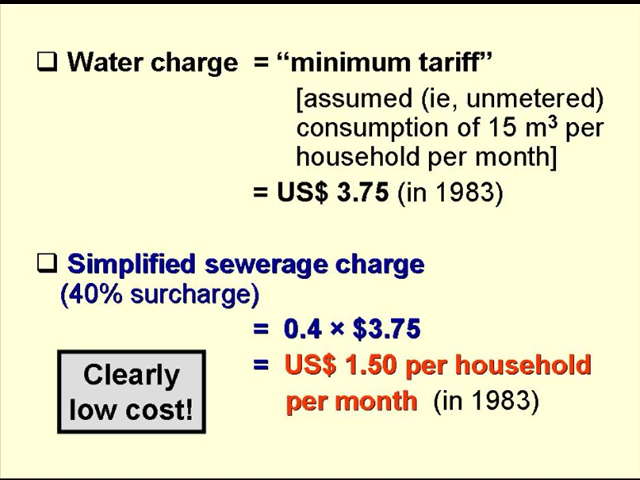 ❑ Water charge = “minimum tariff”
[assumed (ie, unmetered)
consumption of 15 m³ per
household per month]
= US$ 3.75 (in 1983)
❑ Simplified sewerage charge
(40% surcharge)
= 0.4 × $3.75
= US$ 1.50 per household
per month (in 1983)
Clearly
low cost!